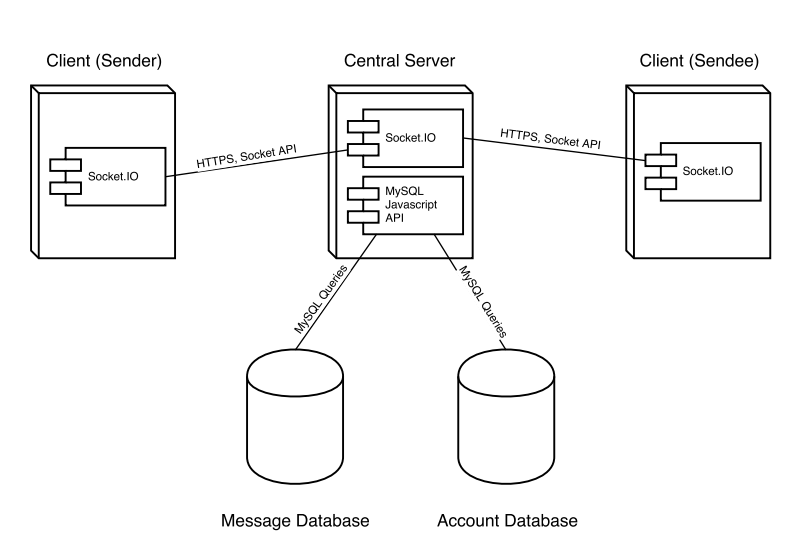 Client (Sender)
Central Server
Client (Sendee)
Socket.IO
HTTPS, Socket API
Socket.IO
HTTPS, Socket API
Socket.IO
MySQL
Javascript
API
MySQL Queries
MySQL Queries
Message Database
Account Database